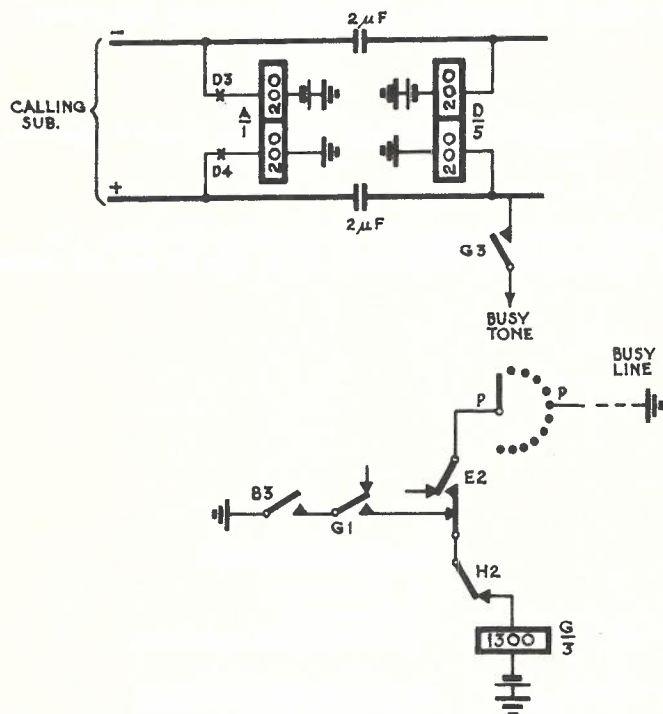 2μF
−
D3
200
200
A/1
CALLING
SUB.
D4
200
200
D/5
+
2μF
G3
BUSY
TONE
BUSY
LINE
P
P
E2
B3
G1
H2
1300
G/3